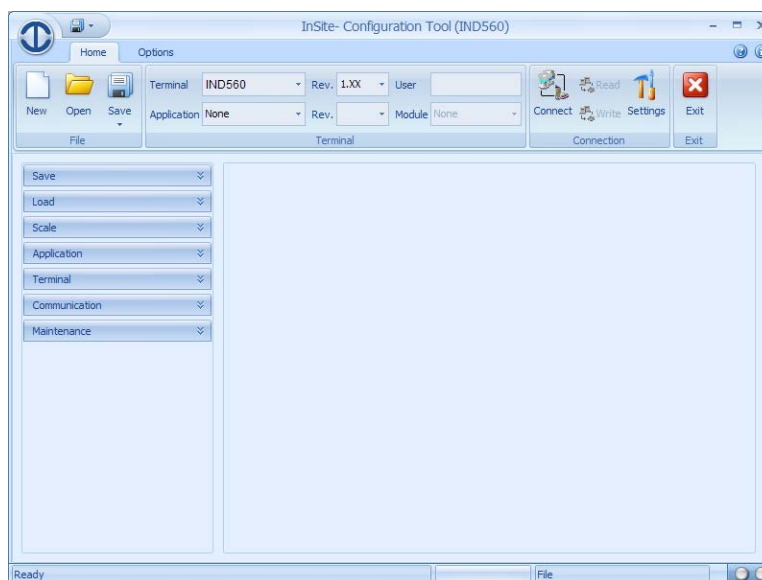 InSite- Configuration Tool (IND560)
Home Options
Terminal IND560 Rev. 1.XX User
Read
New Open Save Application None Rev. Module None Connect Write Settings Exit
File Terminal Connection Exit
Save
Load
Scale
Application
Terminal
Communication
Maintenance
Ready File